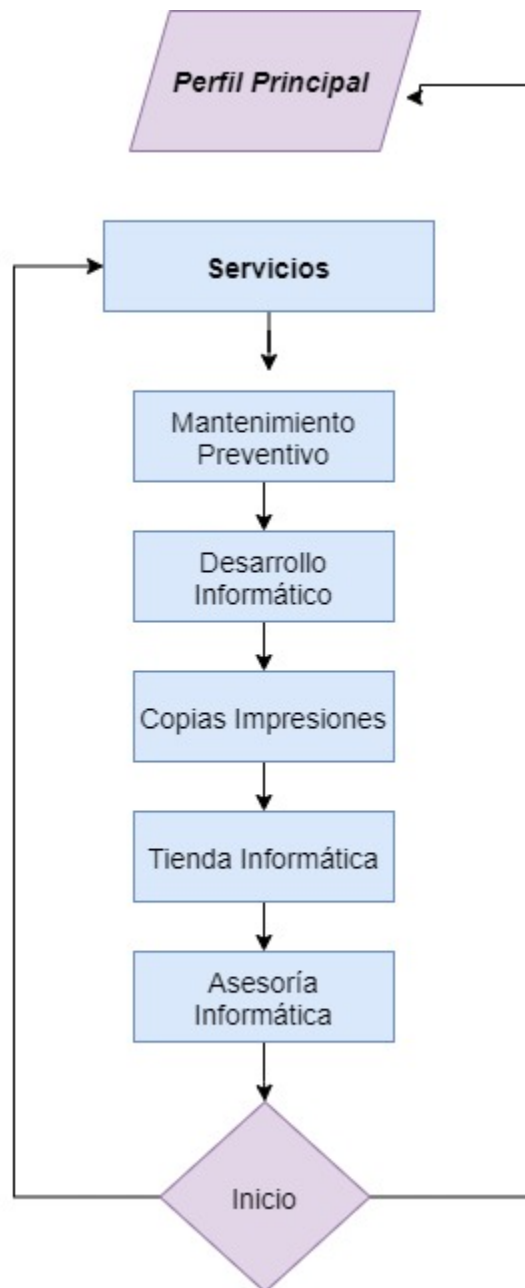 Perfil Principal
Servicios
Mantenimiento
Preventivo
Desarrollo
Informático
Copias Impresiones
Tienda Informática
Asesoría
Informática
Inicio